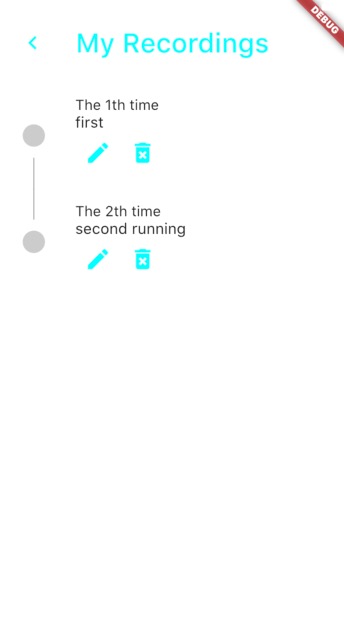 My Recordings
DEBUG
The 1th time
first
The 2th time
second running